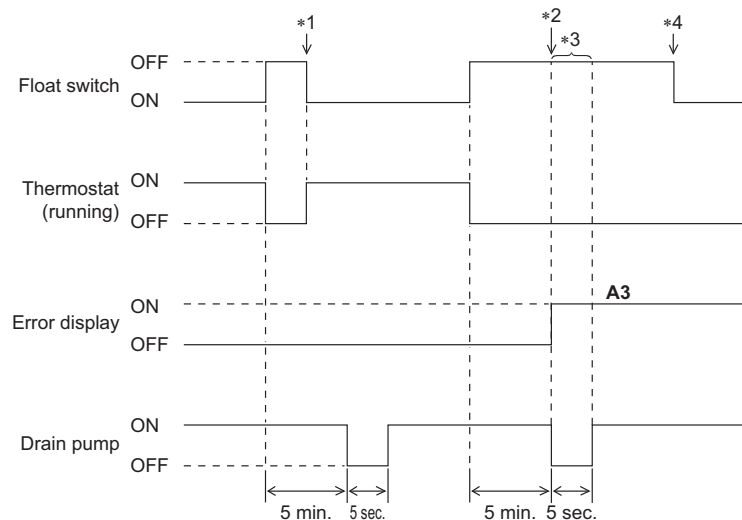 *1
*2
*3
*4
Float switch
OFF
ON
Thermostat
(running)
ON
OFF
Error display
ON
OFF
A3
Drain pump
ON
OFF
5 min.
5 sec.
5 min.
5 sec.